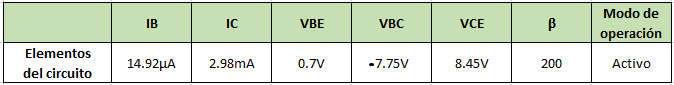 IB IC VBE VBC VCE β Modo de operación
Elementos del circuito 14.92μA 2.98mA 0.7V -7.75V 8.45V 200 Activo